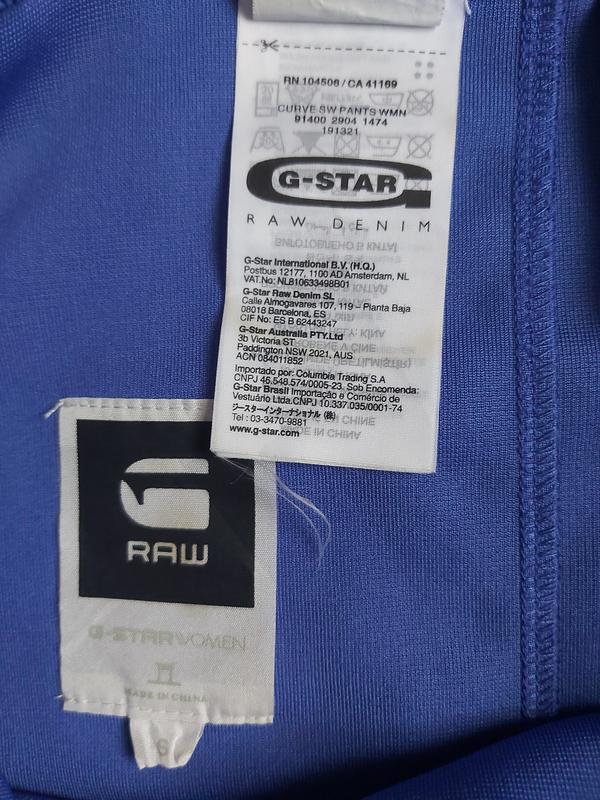 RN 104506 / CA 41169
CURVE SW PANTS WMN
91400 2904 1474
191321
G-STAR
RAW DENIM
G-Star International B.V. (H.Q.)
Postbus 12177, 1100 AD Amsterdam, NL
VAT.No: NL810633498B01
G-Star Raw Denim SL
Calle Almogavares 107, 119 – Planta Baja
08018 Barcelona, ES
CIF No: ES B 62443247
G-Star Australia PTY.Ltd
3b Victoria ST
Paddington NSW 2021, AUS
ACN 084011852
Importado por: Columbia Trading S.A
CNPJ 46.548.574/0005-23. Sob Encomenda:
G-Star Brasil Importação e Comércio de
Vestuário Ltda.CNPJ 10.337.035/0001-74
ジースターインターナショナル (株)
Tel : 03-3470-9881
www.g-star.com
RAW
G-STAR WOMEN
MADE IN CHINA
S